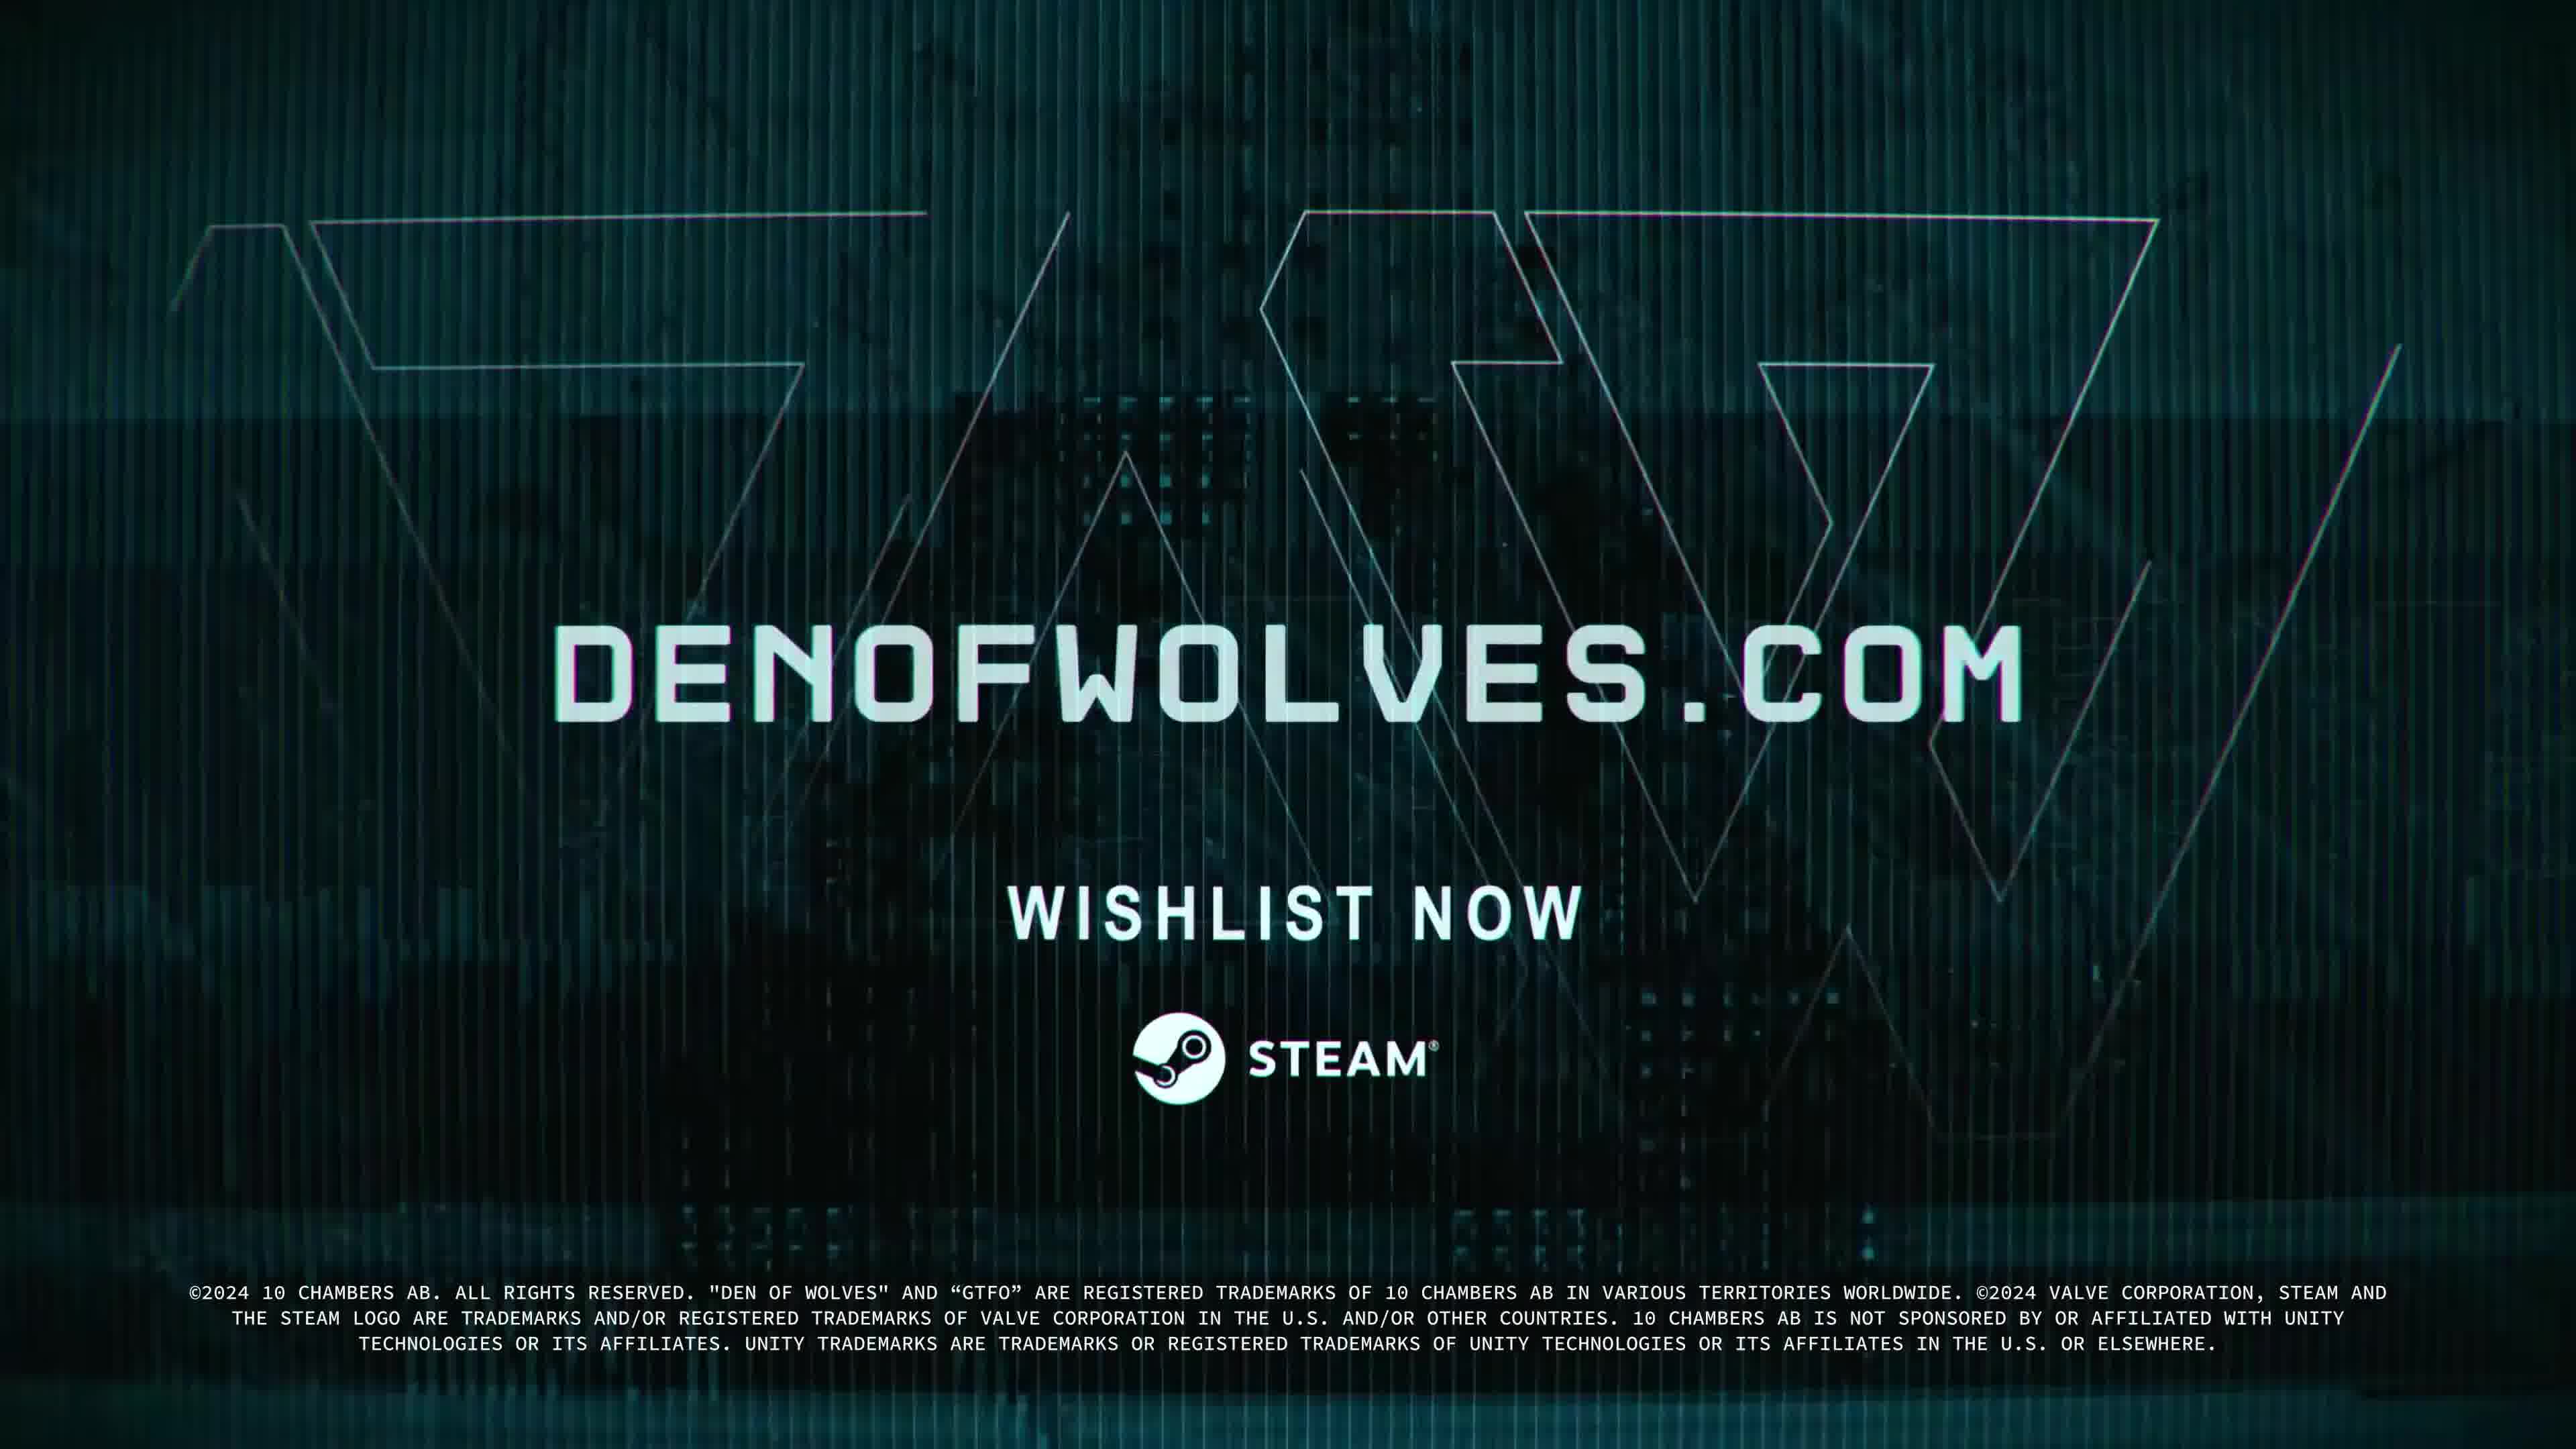 DENOFWOLVES.COM
WISHLIST NOW
STEAM®
©2024 10 CHAMBERS AB. ALL RIGHTS RESERVED. "DEN OF WOLVES" AND “GTFO” ARE REGISTERED TRADEMARKS OF 10 CHAMBERS AB IN VARIOUS TERRITORIES WORLDWIDE. ©2024 VALVE CORPORATION, STEAM AND
THE STEAM LOGO ARE TRADEMARKS AND/OR REGISTERED TRADEMARKS OF VALVE CORPORATION IN THE U.S. AND/OR OTHER COUNTRIES. 10 CHAMBERS AB IS NOT SPONSORED BY OR AFFILIATED WITH UNITY
TECHNOLOGIES OR ITS AFFILIATES. UNITY TRADEMARKS ARE TRADEMARKS OR REGISTERED TRADEMARKS OF UNITY TECHNOLOGIES OR ITS AFFILIATES IN THE U.S. OR ELSEWHERE.